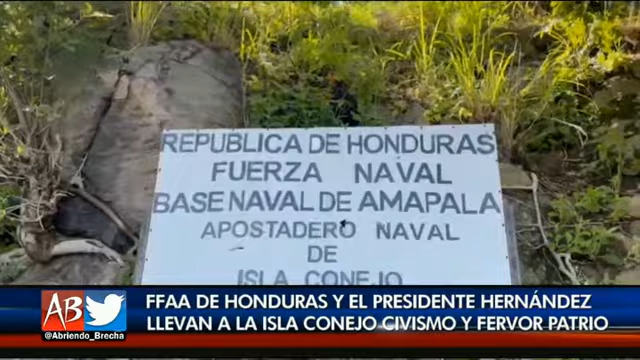 REPUBLICA DE HONDURAS
FUERZA NAVAL
BASE NAVAL DE AMAPALA
APOSTADERO NAVAL
DE
ISLA CONEJO
AB
@Abriendo_Brecha
FFAA DE HONDURAS Y EL PRESIDENTE HERNÁNDEZ
LLEVAN A LA ISLA CONEJO CIVISMO Y FERVOR PATRIO